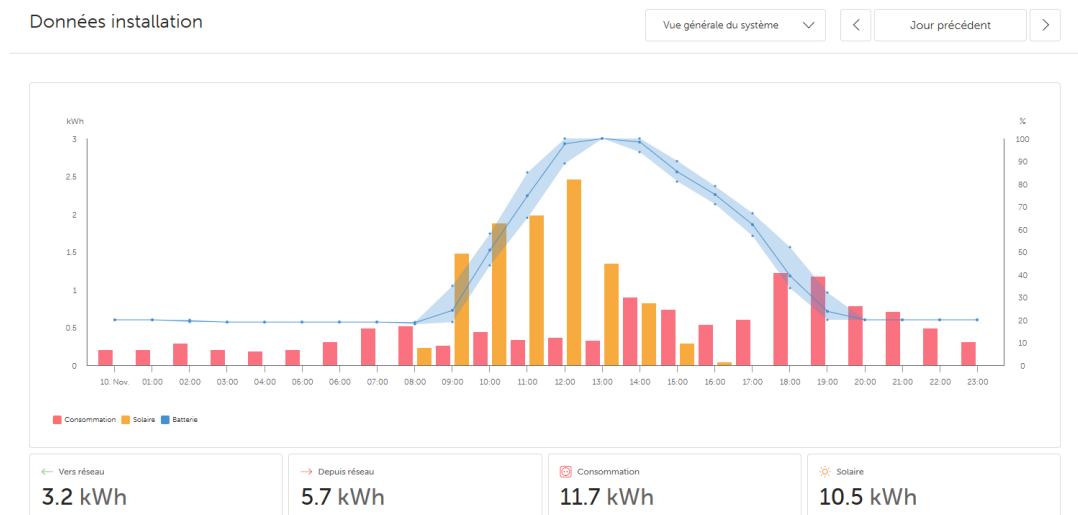 Données installation
Vue générale du système
Jour précédent
kWh %
3 100
90
2.5 80
70
2 60
1.5 50
40
1 30
0.5 20
10
0 0
10. Nov. 01:00 02:00 03:00 04:00 05:00 06:00 07:00 08:00 09:00 10:00 11:00 12:00 13:00 14:00 15:00 16:00 17:00 18:00 19:00 20:00 21:00 22:00 23:00
Consommation Solaire Batterie
Vers réseau
3.2 kWh
Depuis réseau
5.7 kWh
Consommation
11.7 kWh
Solaire
10.5 kWh